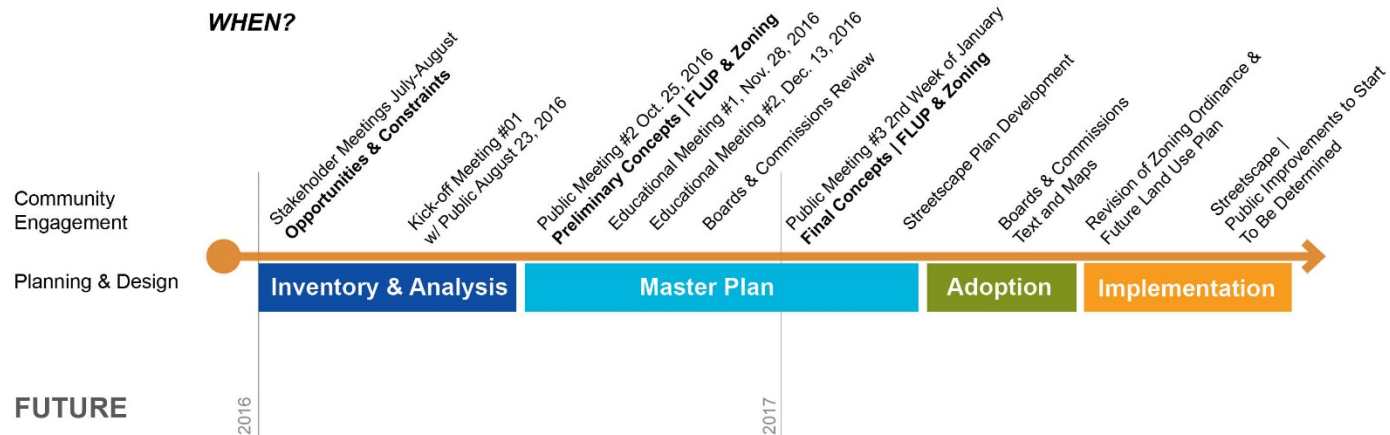 WHEN?
Stakeholder Meetings July-August
Opportunities & Constraints
Kick-off Meeting #01
w/ Public August 23, 2016
Public Meeting #2 Oct. 25, 2016
Preliminary Concepts | FLUP & Zoning
Educational Meeting #1, Nov. 28, 2016
Educational Meeting #2, Dec. 13, 2016
Boards & Commissions Review
Public Meeting #3 2nd Week of January
Final Concepts | FLUP & Zoning
Streetscape Plan Development
Boards & Commissions
Text and Maps
Revision of Zoning Ordinance &
Future Land Use Plan
Streetscape |
Public Improvements to Start
To Be Determined
Community
Engagement
Planning & Design
Inventory & Analysis
Master Plan
Adoption
Implementation
FUTURE
2016
2017